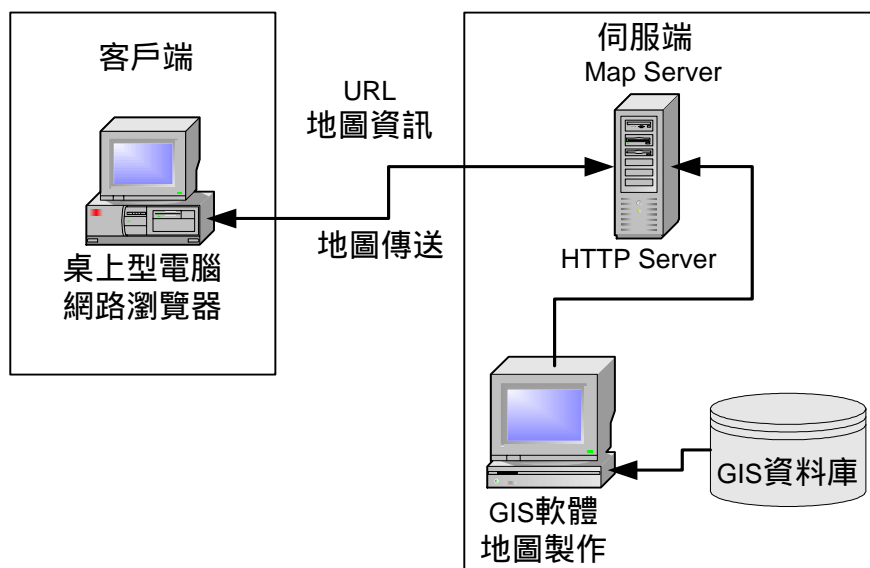 客戶端
桌上型電腦
網路瀏覽器
URL
地圖資訊
地圖傳送
伺服端
Map Server
HTTP Server
GIS軟體
地圖製作
GIS資料庫